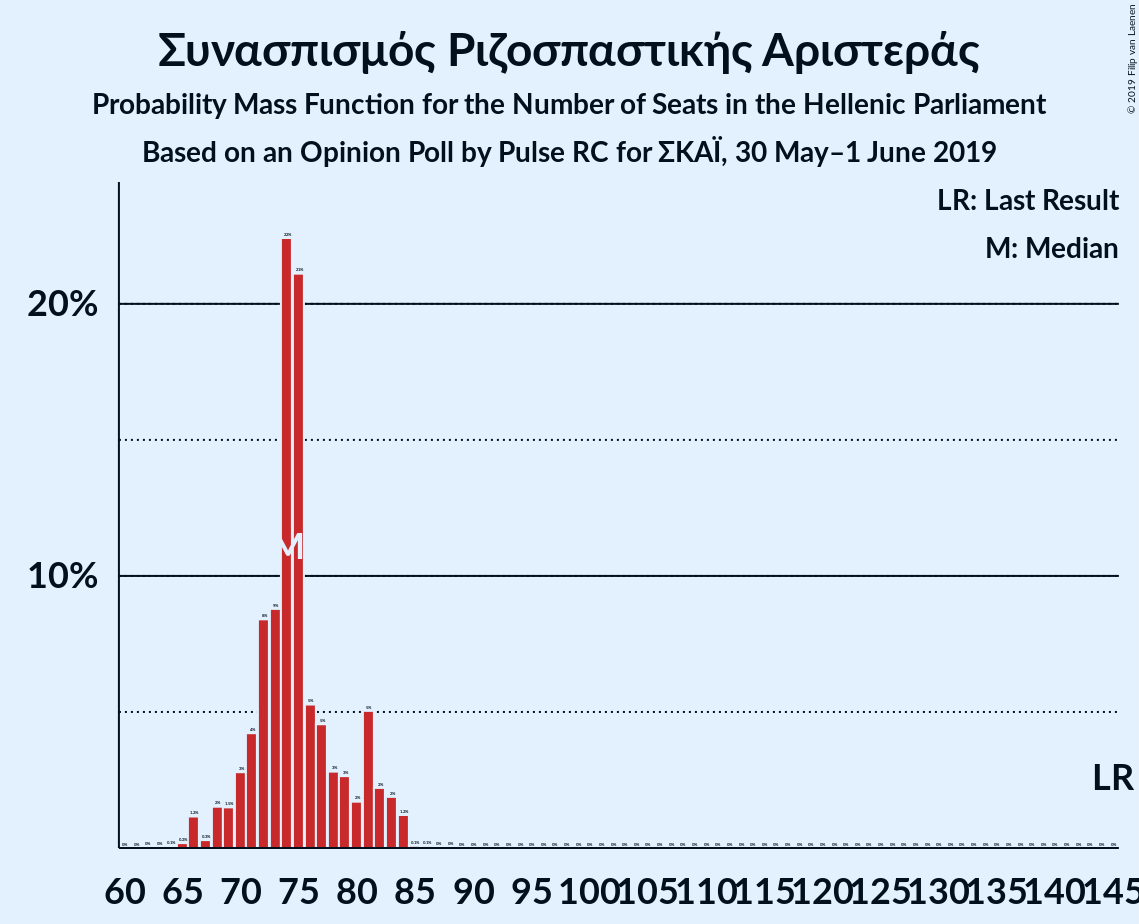 Συνασπισμός Ριζοσπαστικής Αριστεράς
Probability Mass Function for the Number of Seats in the Hellenic Parliament
Based on an Opinion Poll by Pulse RC for ΣΚΑΪ, 30 May–1 June 2019
© 2019 Filip van Laenen
LR: Last Result
M: Median
20%
10%
M
LR
60 65 70 75 80 85 90 95 100 105 110 115 120 125 130 135 140 145